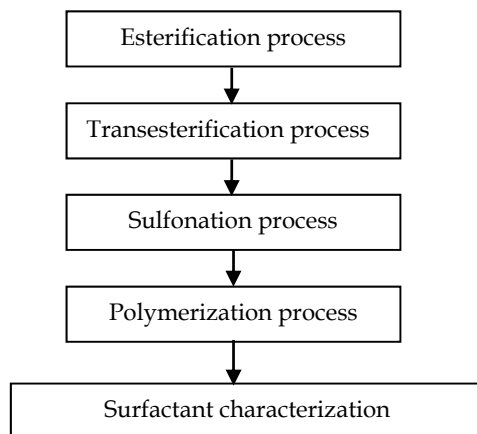 Esterification process
Transesterification process
Sulfonation process
Polymerization process
Surfactant characterization